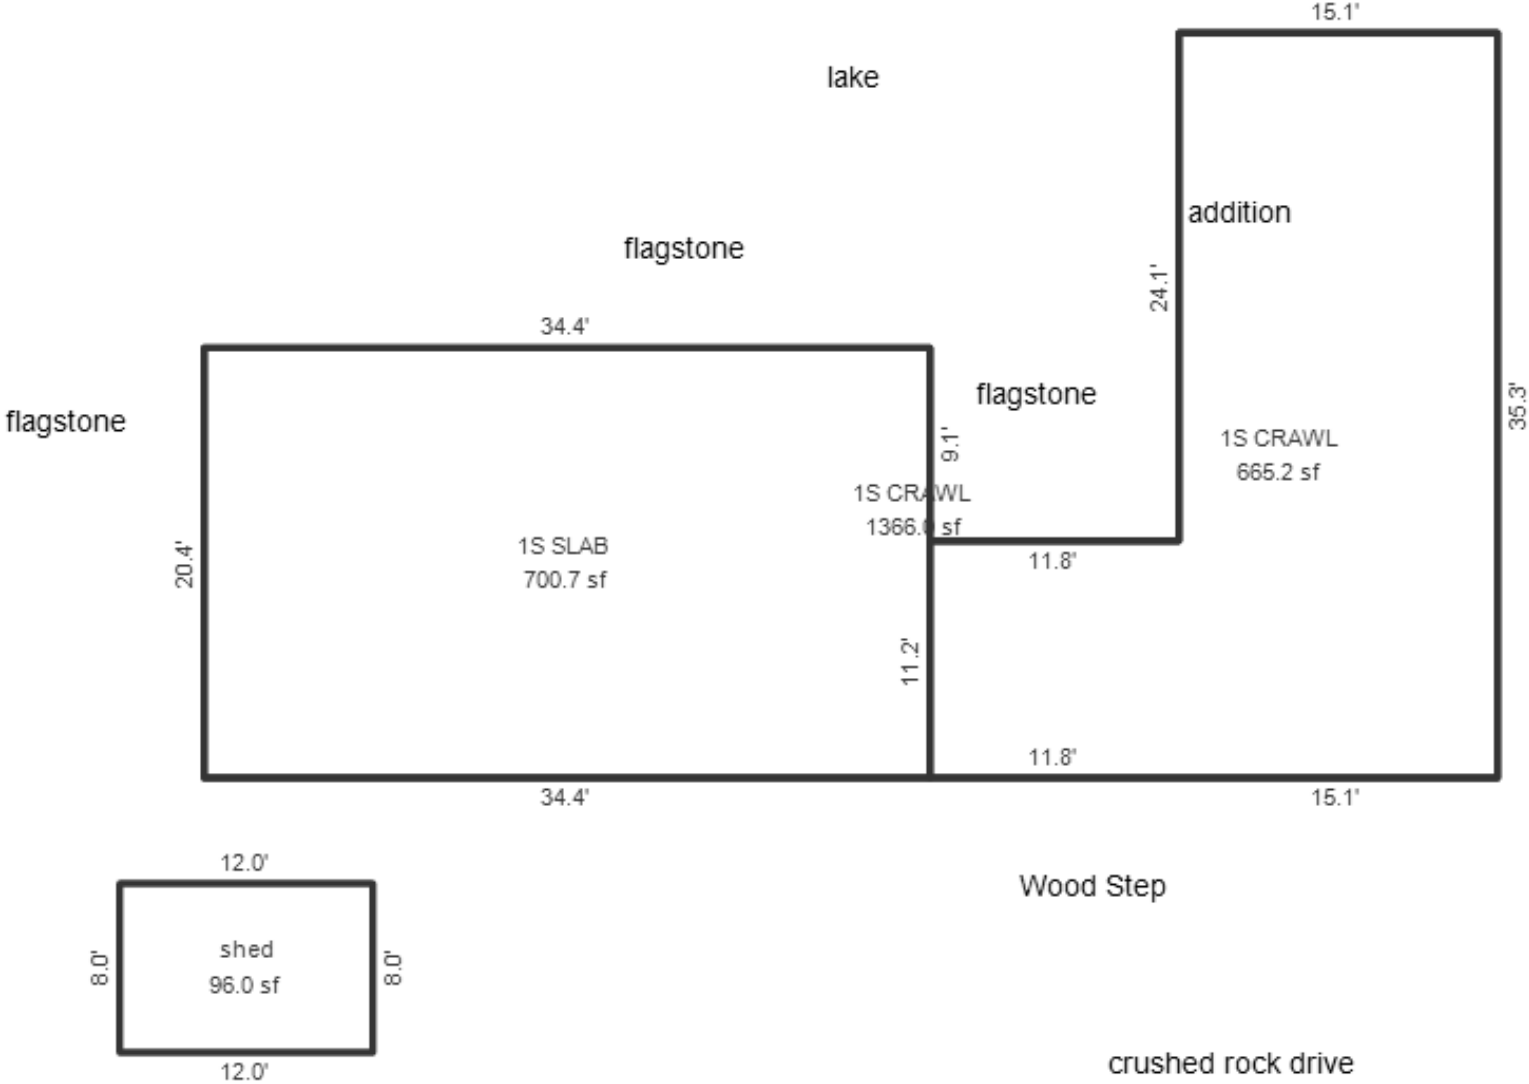 15.1'
lake
addition
flagstone
24.1'
34.4'
flagstone
35.3'
flagstone
9.1'
1S CRAWL
665.2 sf
1S CRAWL
1366.0 sf
1S SLAB
700.7 sf
20.4'
11.8'
11.2'
11.8'
34.4'
15.1'
12.0'
Wood Step
shed
96.0 sf
8.0'
8.0'
12.0'
crushed rock drive